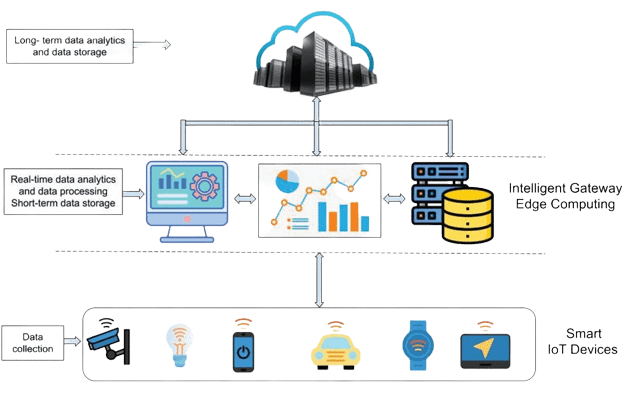 Long- term data analytics
and data storage
Real-time data analytics
and data processing
Short-term data storage
Intelligent Gateway
Edge Computing
Data
collection
Smart
IoT Devices